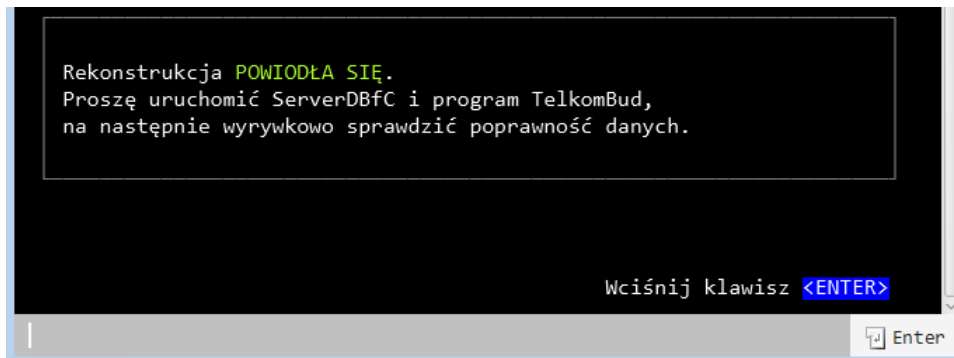 Rekonstrukcja POWIODŁA SIĘ.
Proszę uruchomić ServerDBfC i program TelkomBud,
na następnie wyrywkowo sprawdzić poprawność danych.
Wciśnij klawisz <ENTER>
Enter